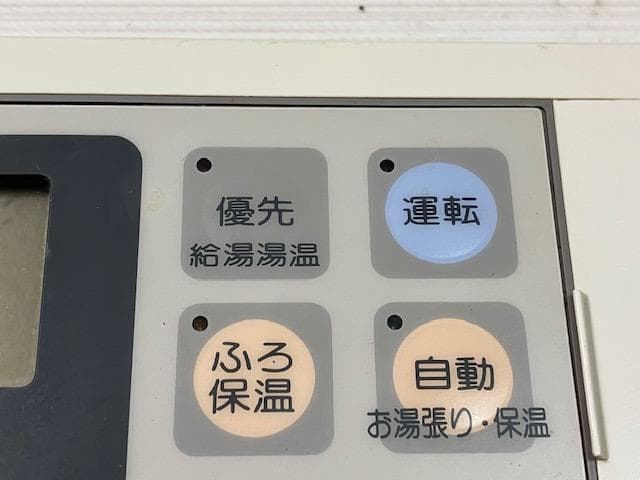 優先
給湯湯温
運転
ふろ
保温
自動
お湯張り・保温